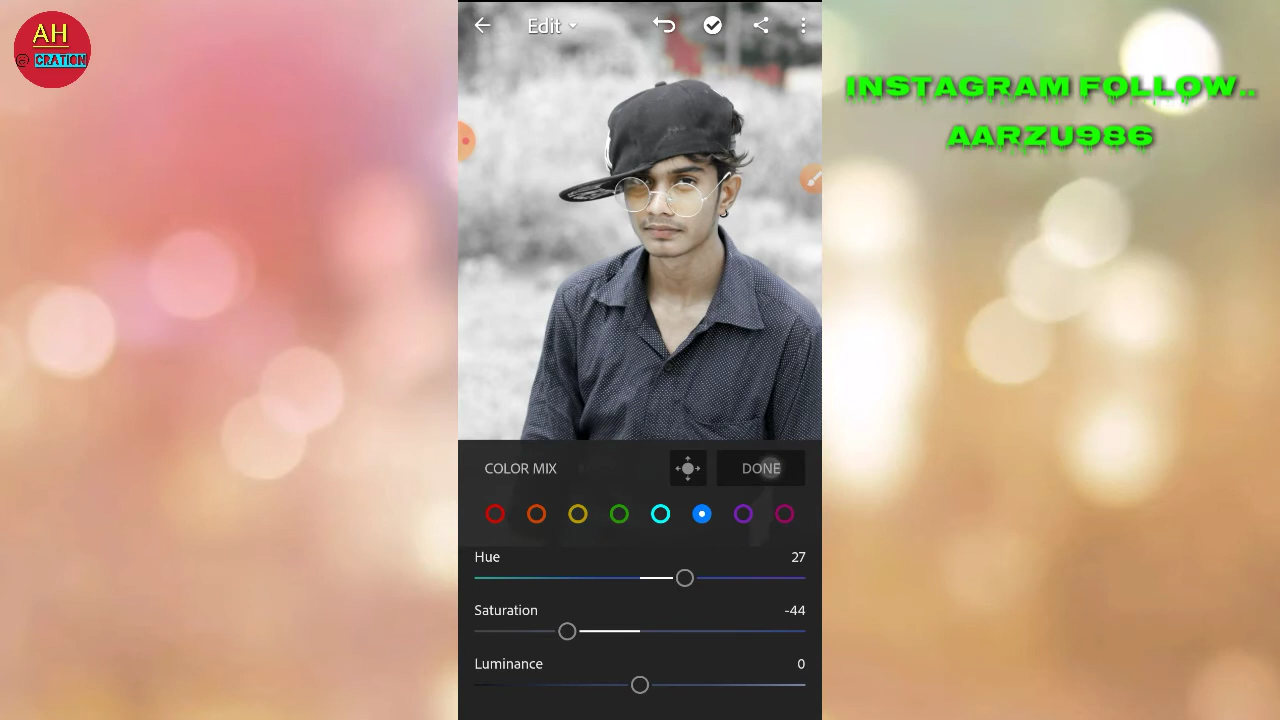 AH
@ CRATION
Edit
INSTAGRAM FOLLOW..
AARZU986
COLOR MIX
DONE
Hue 27
Saturation -44
Luminance 0